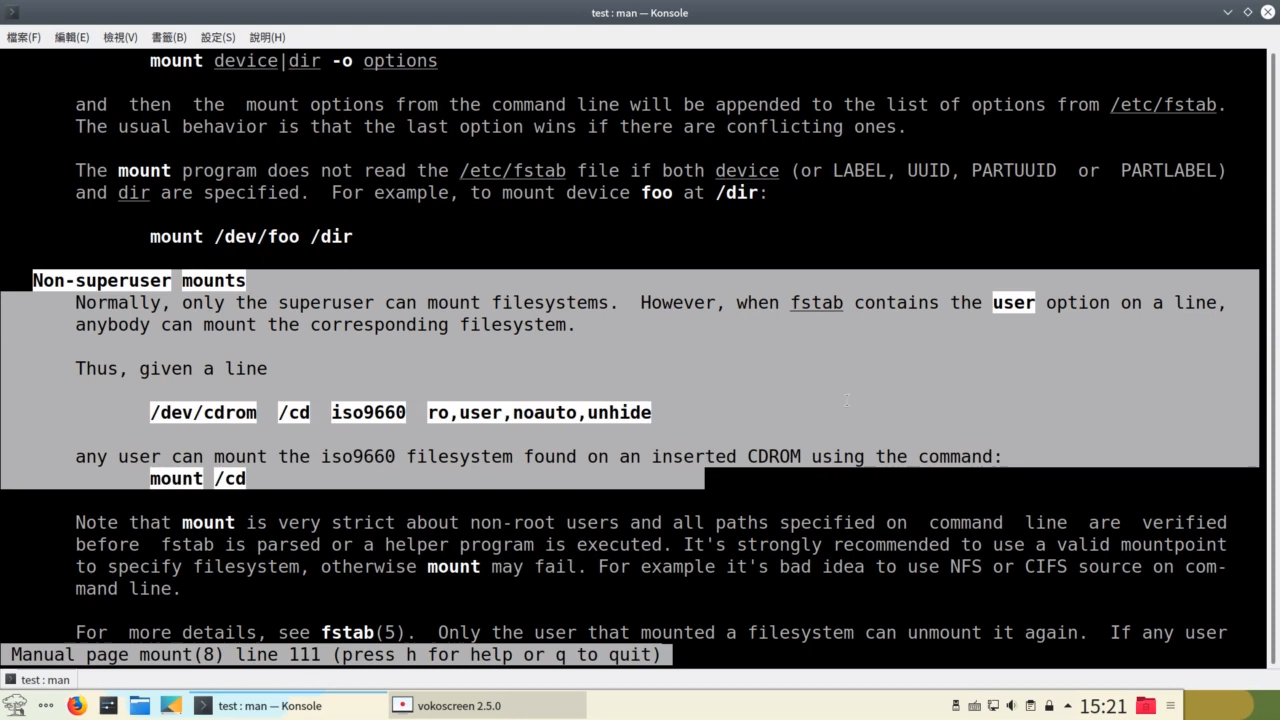 test : man — Konsole
檔案(F) 編輯(E) 檢視(V) 書籤(B) 設定(S) 說明(H)
mount device|dir -o options
and then the mount options from the command line will be appended to the list of options from /etc/fstab.
The usual behavior is that the last option wins if there are conflicting ones.
The mount program does not read the /etc/fstab file if both device (or LABEL, UUID, PARTUUID or PARTLABEL)
and dir are specified. For example, to mount device foo at /dir:
mount /dev/foo /dir
Non-superuser mounts
Normally, only the superuser can mount filesystems. However, when fstab contains the user option on a line,
anybody can mount the corresponding filesystem.
Thus, given a line
/dev/cdrom /cd iso9660 ro,user,noauto,unhide
any user can mount the iso9660 filesystem found on an inserted CDROM using the command:
mount /cd
Note that mount is very strict about non-root users and all paths specified on command line are verified
before fstab is parsed or a helper program is executed. It's strongly recommended to use a valid mountpoint
to specify filesystem, otherwise mount may fail. For example it's bad idea to use NFS or CIFS source on com-
mand line.
For more details, see fstab(5). Only the user that mounted a filesystem can unmount it again. If any user
Manual page mount(8) line 111 (press h for help or q to quit)
test : man
test : man — Konsole vokoscreen 2.5.0 15:21